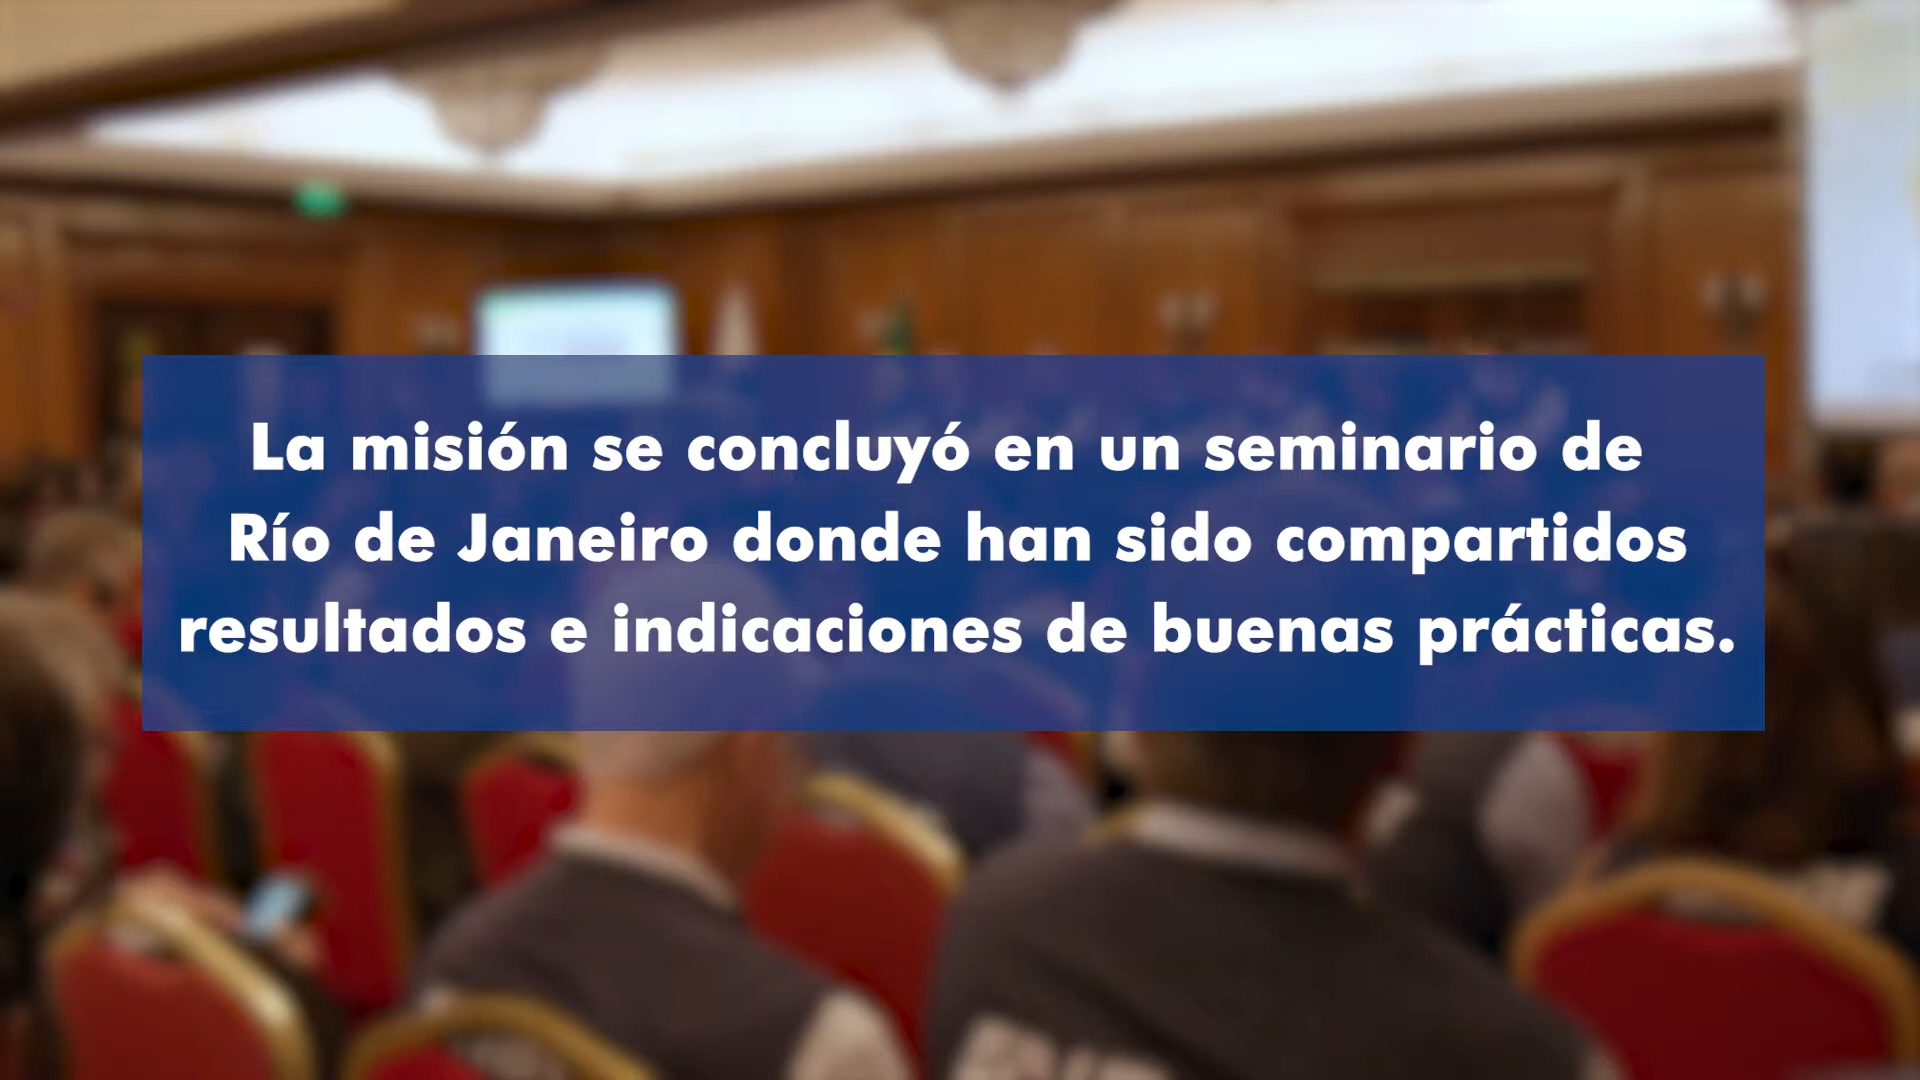 La misión se concluyó en un seminario de
Río de Janeiro donde han sido compartidos
resultados e indicaciones de buenas prácticas.